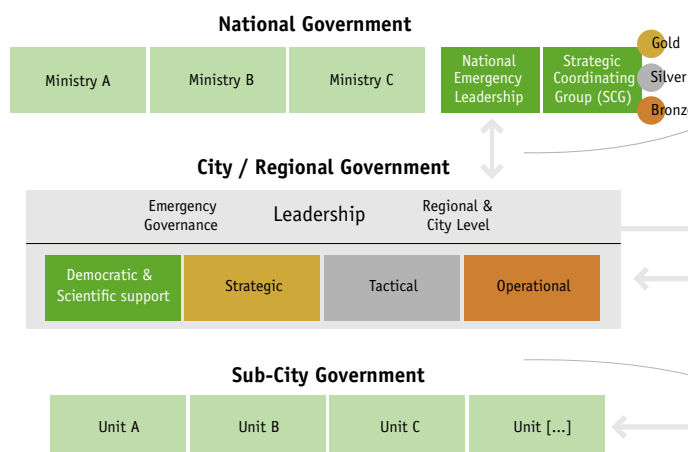 National Government
Ministry A
Ministry B
Ministry C
National
Emergency
Leadership
Strategic
Coordinating
Group (SCG)
Gold
Silver
Bronze
City / Regional Government
Emergency
Governance
Leadership
Regional &
City Level
Democratic &
Scientific support
Strategic
Tactical
Operational
Sub-City Government
Unit A
Unit B
Unit C
Unit [...]